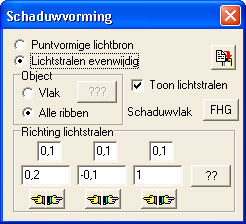 Schaduwvorming
Puntvormige lichtbron
Lichtstralen evenwijdig
Object
Vlak ???
Toon lichtstralen
Alle ribben
Schaduwvlak FHG
Richting lichtstralen
0,1 0,1 0,1
0,2 -0,1 1 ??